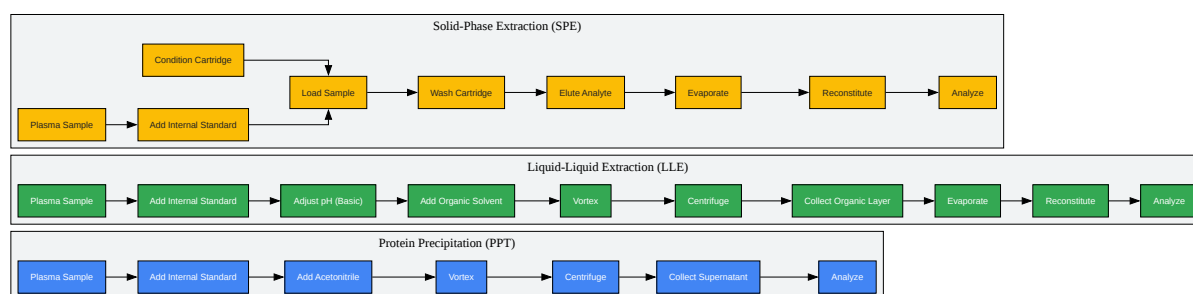 Solid-Phase Extraction (SPE)
Condition Cartridge
Load Sample
Wash Cartridge
Elute Analyte
Evaporate
Reconstitute
Analyze
Plasma Sample
Add Internal Standard
Liquid-Liquid Extraction (LLE)
Plasma Sample
Add Internal Standard
Adjust pH (Basic)
Add Organic Solvent
Vortex
Centrifuge
Collect Organic Layer
Evaporate
Reconstitute
Analyze
Protein Precipitation (PPT)
Plasma Sample
Add Internal Standard
Add Acetonitrile
Vortex
Centrifuge
Collect Supernatant
Analyze